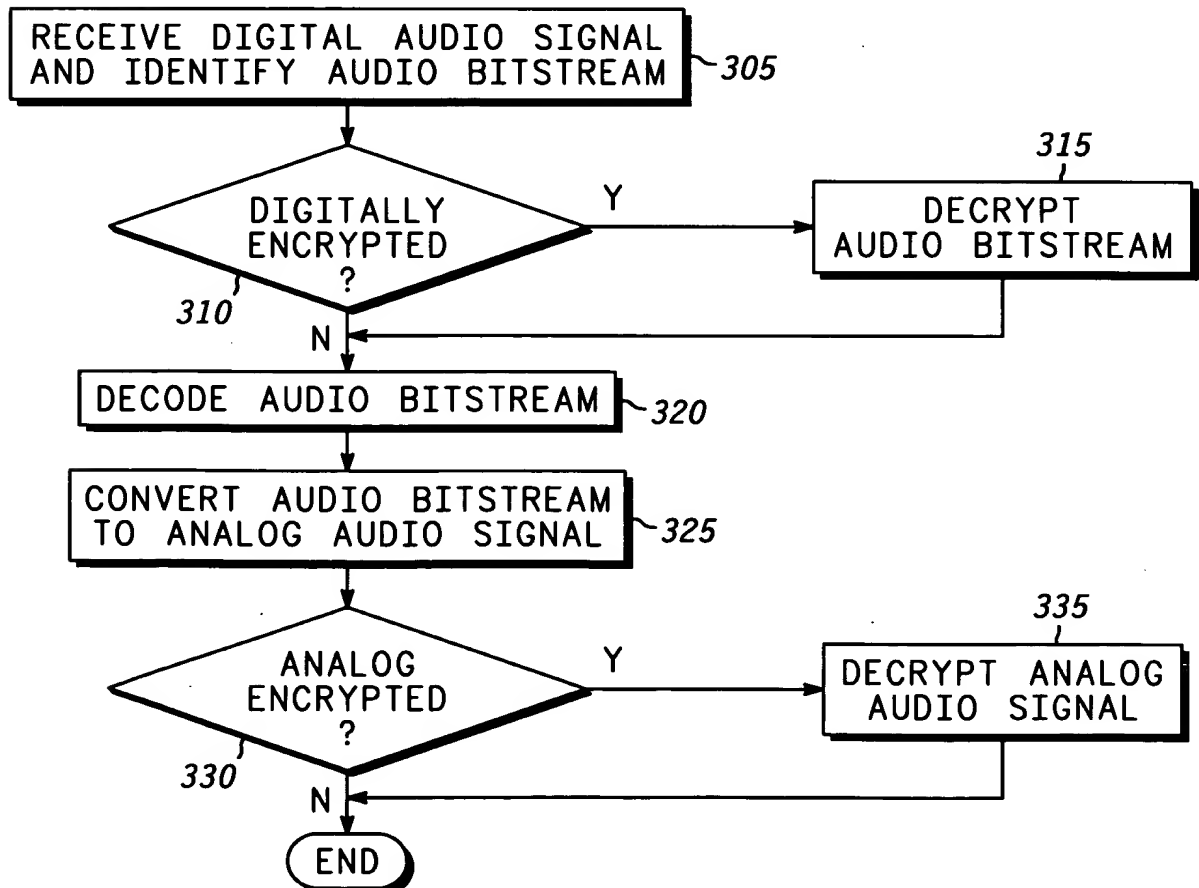 RECEIVE DIGITAL AUDIO SIGNAL
AND IDENTIFY AUDIO BITSTREAM
305
DIGITALLY
ENCRYPTED
?
310
Y
315
DECRYPT
AUDIO BITSTREAM
N
DECODE AUDIO BITSTREAM
320
CONVERT AUDIO BITSTREAM
TO ANALOG AUDIO SIGNAL
325
ANALOG
ENCRYPTED
?
330
Y
335
DECRYPT ANALOG
AUDIO SIGNAL
N
END